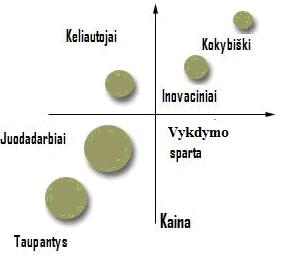 Keliautojai
Kokybiški
Inovaciniai
Juodadarbiai
Vykdymo
sparta
Taupantys
Kaina